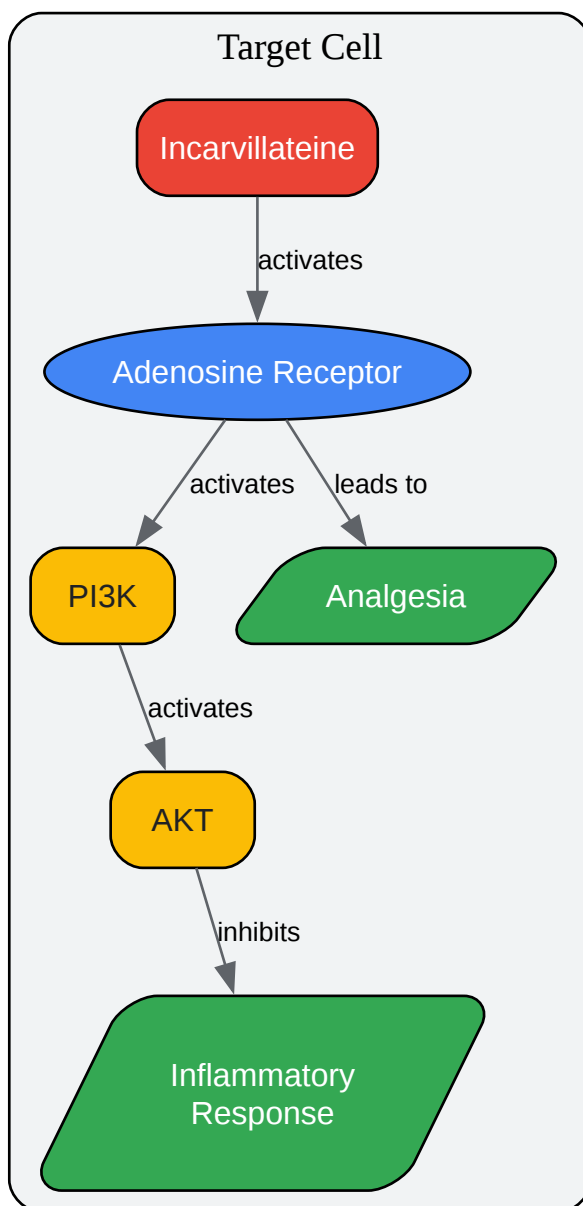 Target Cell
Incarvillateine
activates
Adenosine Receptor
activates
leads to
PI3K
Analgesia
activates
AKT
inhibits
Inflammatory
Response